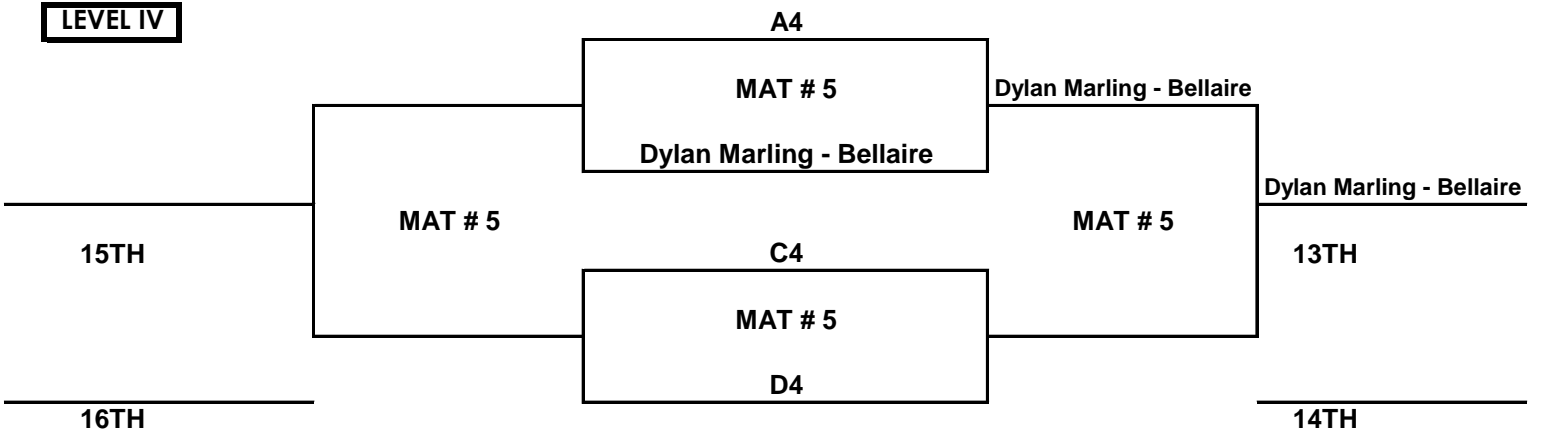 LEVEL IV
A4
MAT # 5
Dylan Marling - Bellaire
Dylan Marling - Bellaire
Dylan Marling - Bellaire
MAT # 5
MAT # 5
15TH
C4
13TH
MAT # 5
D4
16TH
14TH